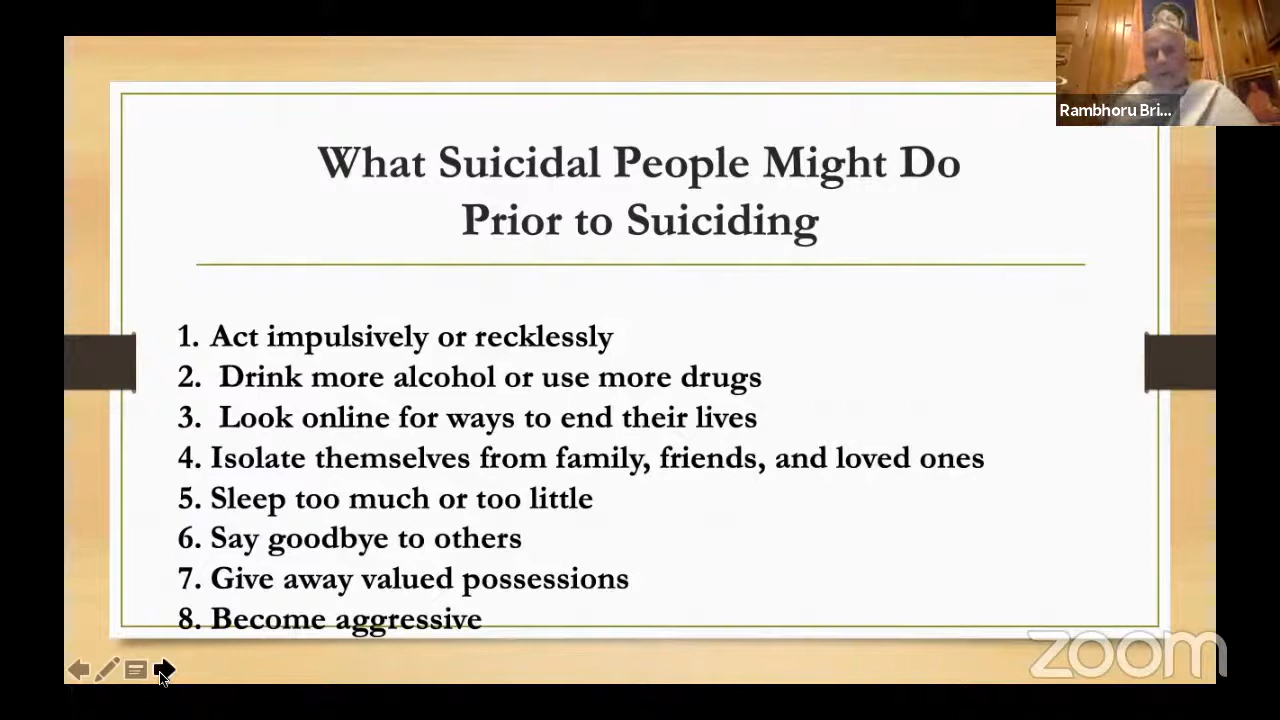 Rambhoru Bri...
What Suicidal People Might Do
Prior to Suiciding
1. Act impulsively or recklessly
2. Drink more alcohol or use more drugs
3. Look online for ways to end their lives
4. Isolate themselves from family, friends, and loved ones
5. Sleep too much or too little
6. Say goodbye to others
7. Give away valued possessions
8. Become aggressive
zoom